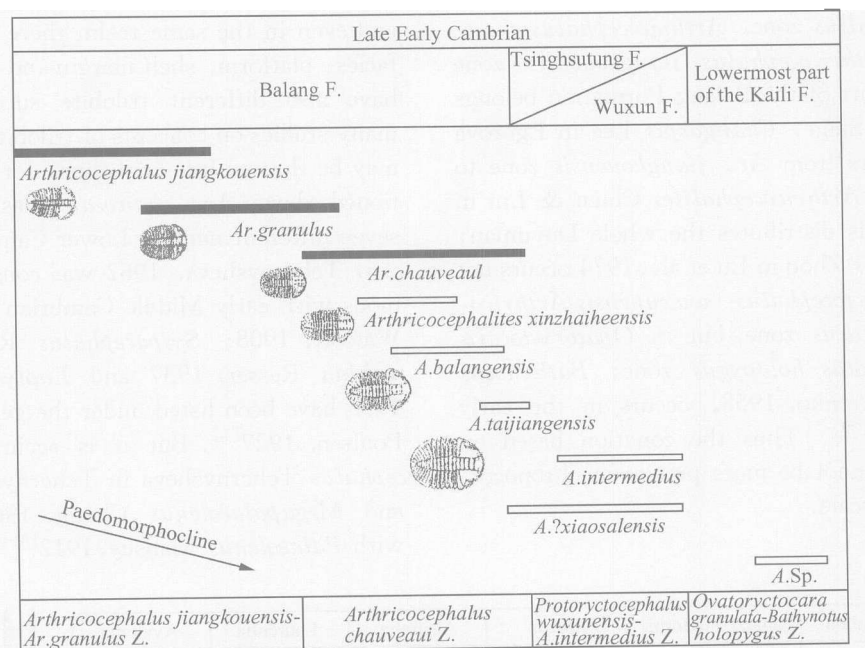 Late Early Cambrian
Balang F.
Tsinghsutung F.
Wuxun F.
Lowermost part
of the Kaili F.
Arthricocephalus jiangkouensis
Ar.granulus
Ar.chauveaul
Arthricocephalites xinzhaiheensis
A.balangensis
A.taijiangensis
A.intermedius
A.?xiaosalensis
A.Sp.
Paedomorphocline
Arthricocephalus jiangkouensis-
Ar.granulus Z.
Arthricocephalus
chauveaui Z.
Protoryctocephalus
wuxunensis-
A.intermedius Z.
Ovatoryctocara
granulata-Bathynotus
holopygus Z.